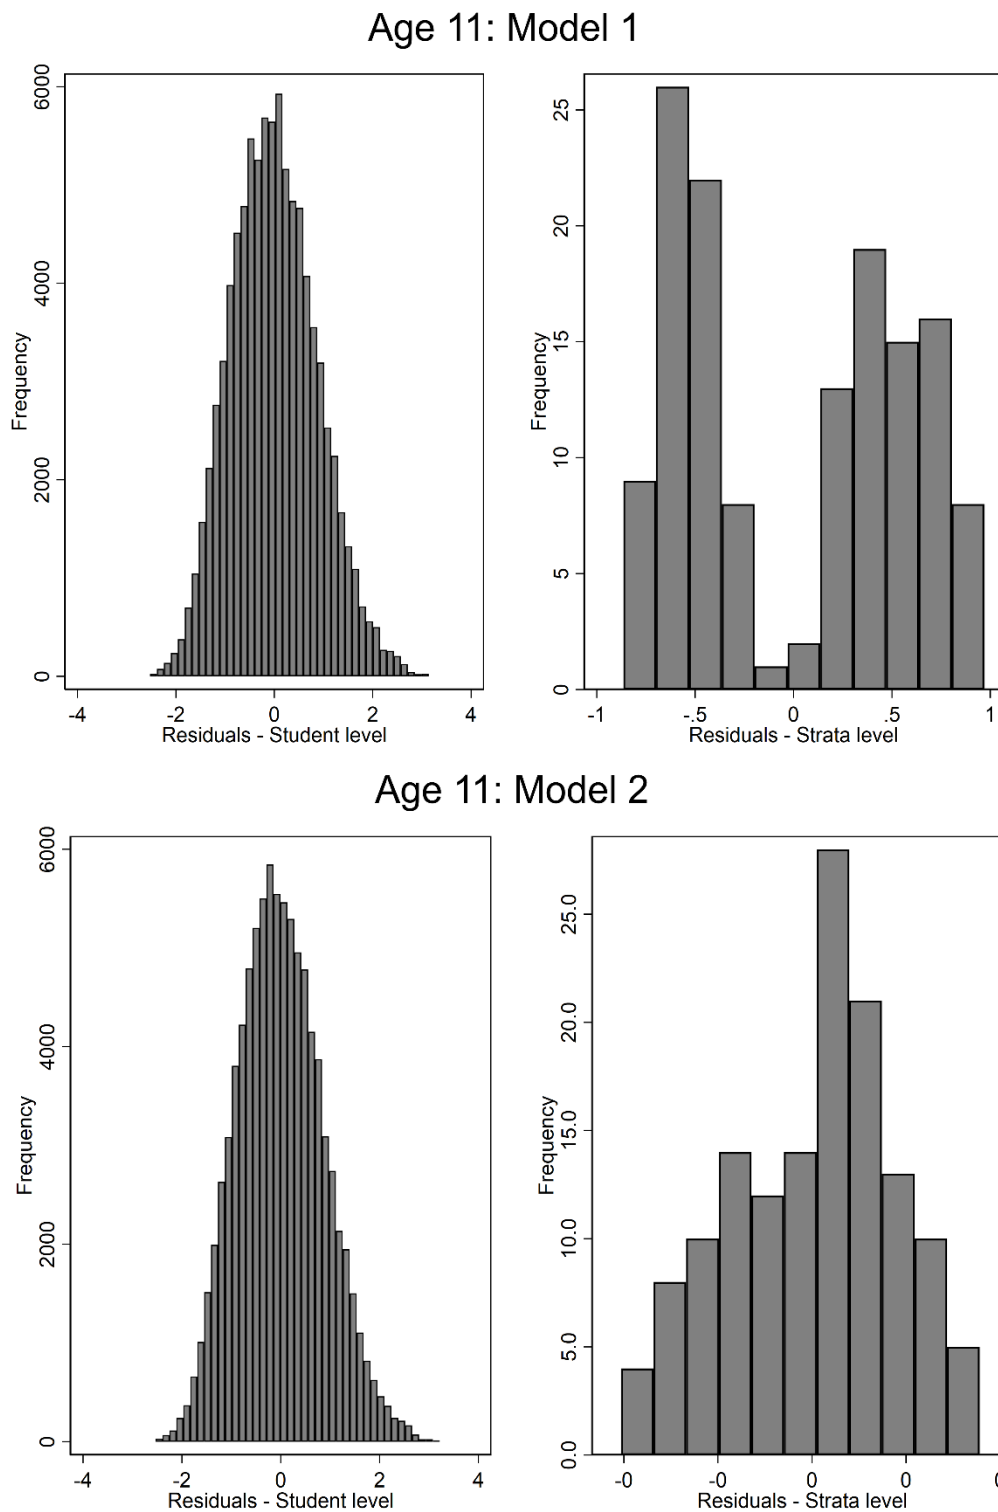 Age 11: Model 1
Frequency
0 2000 4000 6000
-4 -2 0 2 4
Residuals - Student level
Frequency
0 5 10 15 20 25
-1 -.5 0 .5 1
Residuals - Strata level
Age 11: Model 2
Frequency
0 2000 4000 6000
-4 -2 0 2 4
Residuals - Student level
Frequency
0.0 5.0 10.0 15.0 20.0 25.0
-0 -0 0 0
Residuals - Strata level